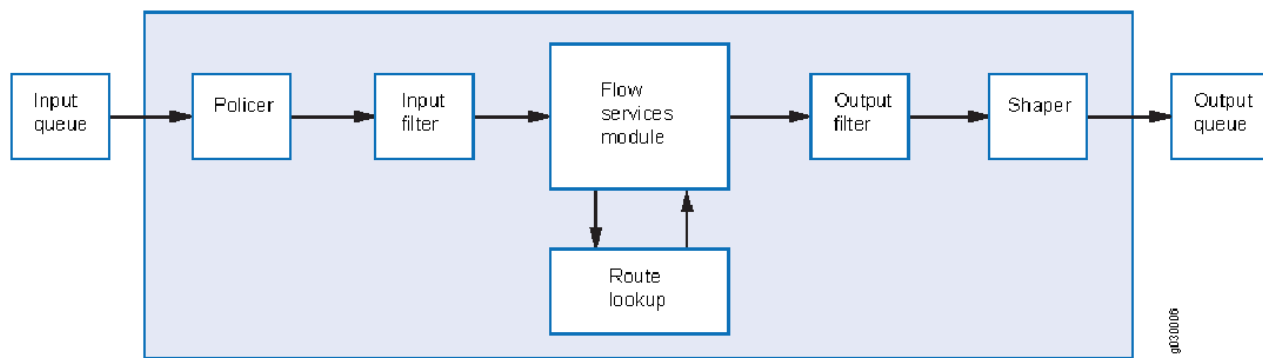 Input
queue
Policer
Input
filter
Flow
services
module
Output
filter
Shaper
Output
queue
Route
lookup
g030006